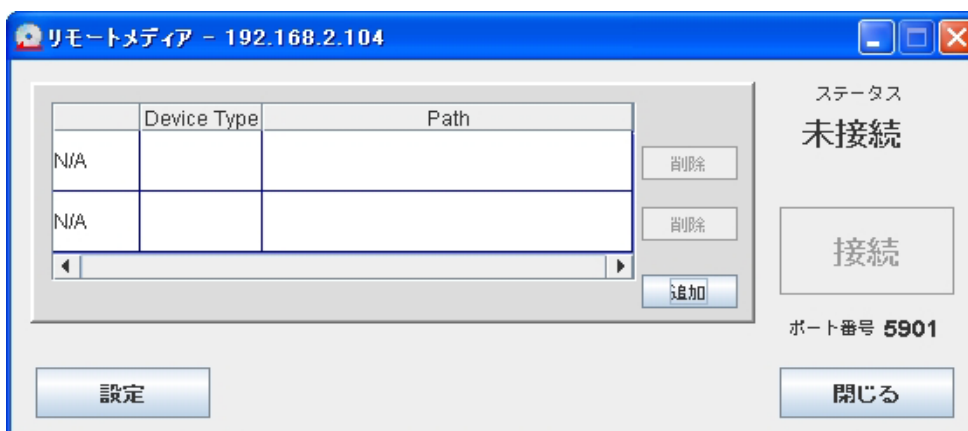 リモートメディア - 192.168.2.104
Device Type Path
N/A
削除
N/A
削除
追加
ステータス
未接続
接続
ポート番号 5901
設定
閉じる